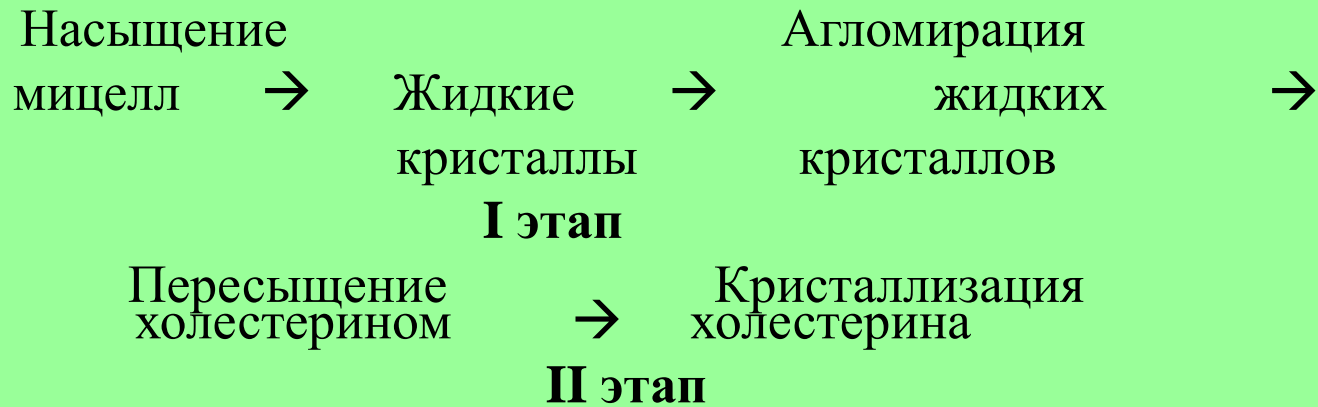 Насыщение Агломирация
мицелл → Жидкие → жидких →
кристаллы кристаллов
I этап
Пересыщение Кристаллизация
холестерином → холестерина
II этап